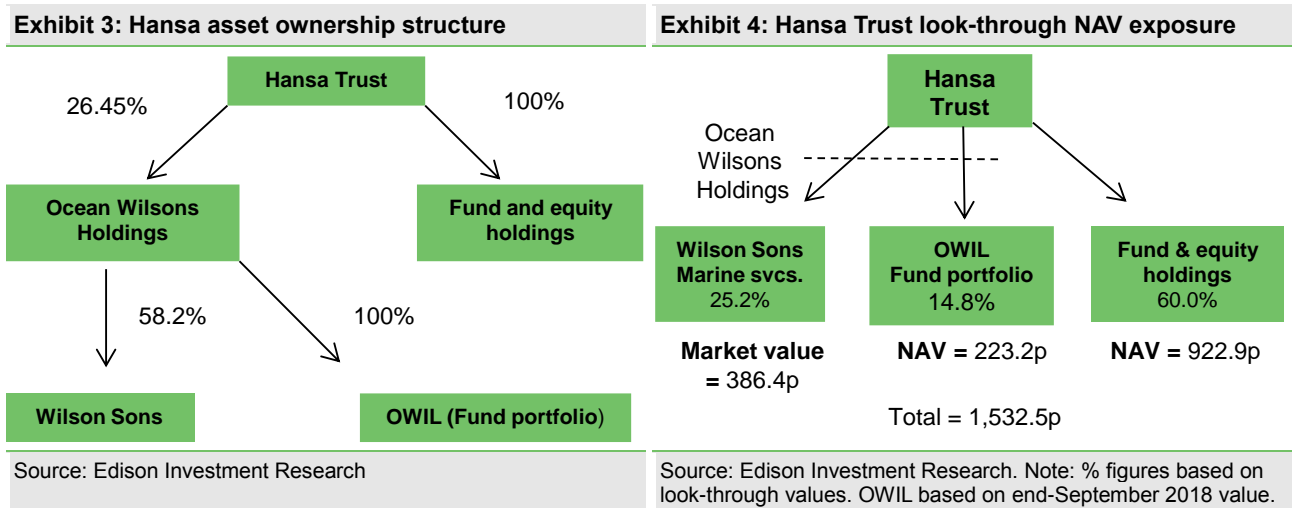 Exhibit 3: Hansa asset ownership structure
Hansa Trust
26.45%
100%
Ocean Wilsons
Holdings
Fund and equity
holdings
58.2%
100%
Wilson Sons
OWIL (Fund portfolio)
Source: Edison Investment Research
Exhibit 4: Hansa Trust look-through NAV exposure
Hansa
Trust
Ocean
Wilsons
Holdings
Wilson Sons
Marine svcs.
25.2%
OWIL
Fund portfolio
14.8%
Fund & equity
holdings
60.0%
Market value
= 386.4p
NAV = 223.2p
NAV = 922.9p
Total = 1,532.5p
Source: Edison Investment Research. Note: % figures based on
look-through values. OWIL based on end-September 2018 value.